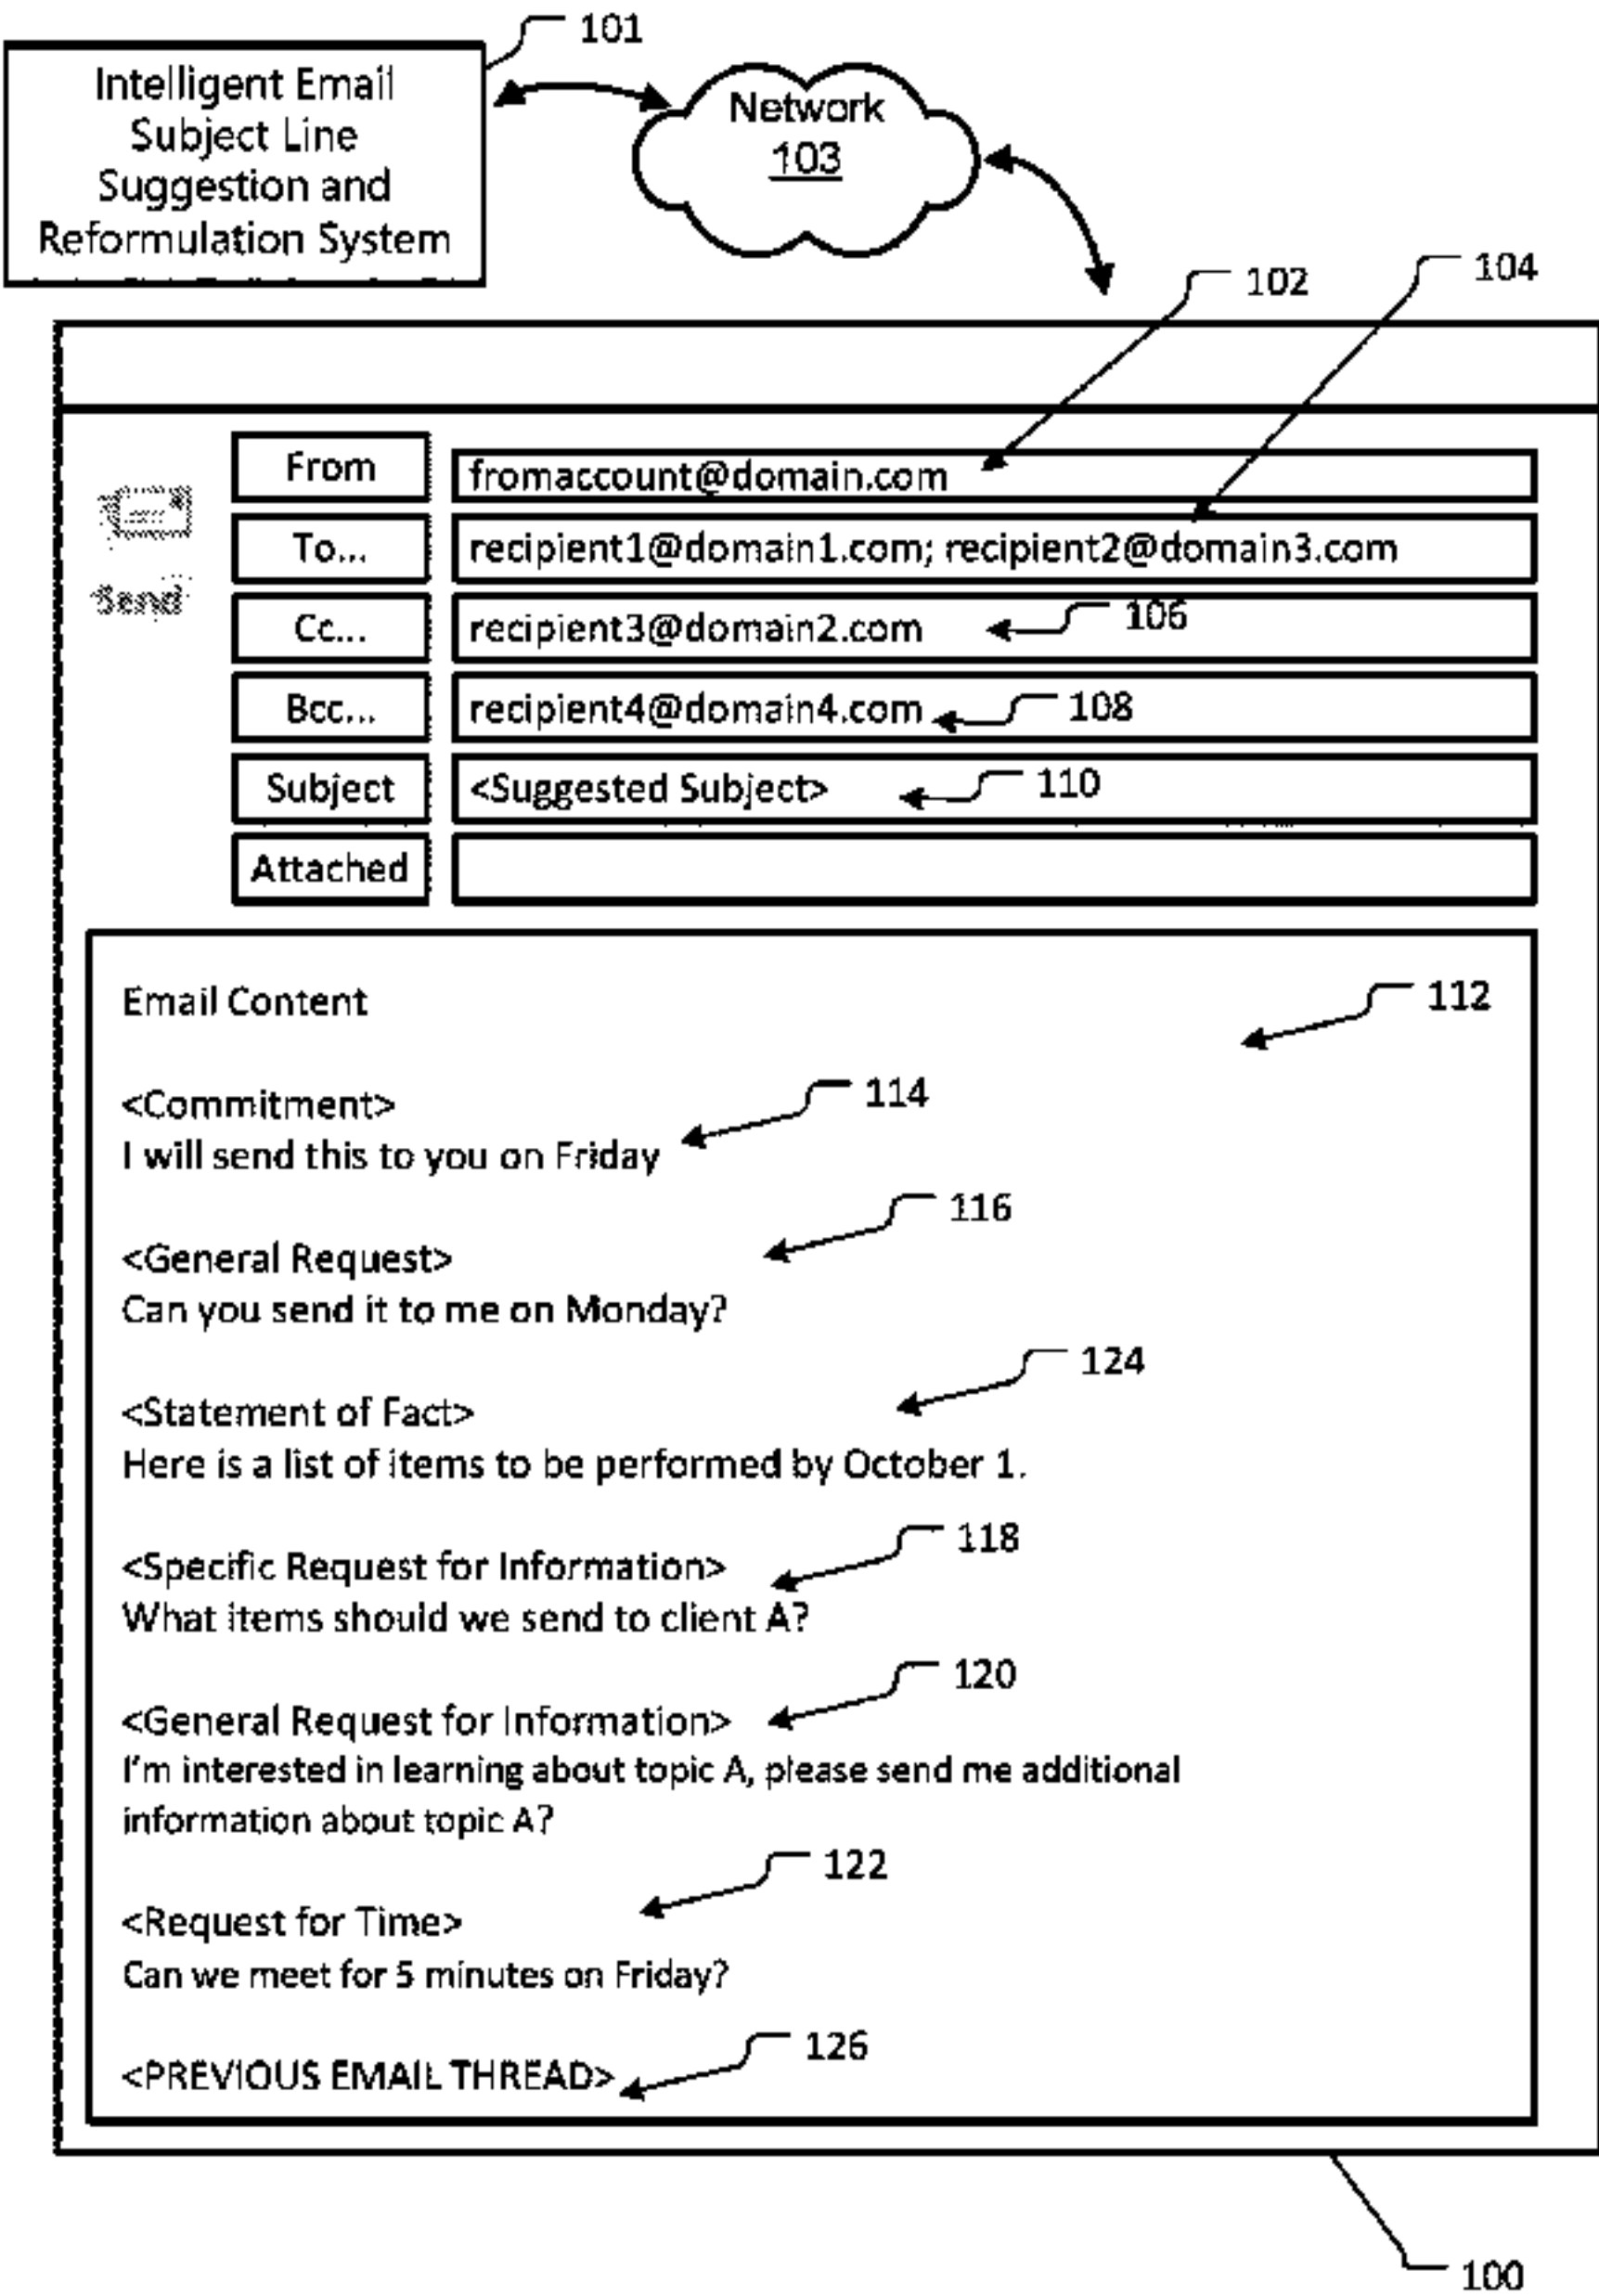 101
Intelligent Email
Subject Line
Suggestion and
Reformulation System
Network
103
102
104
From
fromaccount@domain.com
To...
recipient1@domain1.com; recipient2@domain3.com
Send
Cc...
recipient3@domain2.com
106
Bcc...
recipient4@domain4.com
108
Subject
<Suggested Subject>
110
Attached
Email Content
112
<Commitment>
114
I will send this to you on Friday
116
<General Request>
Can you send it to me on Monday?
124
<Statement of Fact>
Here is a list of items to be performed by October 1.
118
<Specific Request for Information>
What items should we send to client A?
120
<General Request for Information>
I'm interested in learning about topic A, please send me additional
information about topic A?
122
<Request for Time>
Can we meet for 5 minutes on Friday?
126
<PREVIOUS EMAIL THREAD>
100